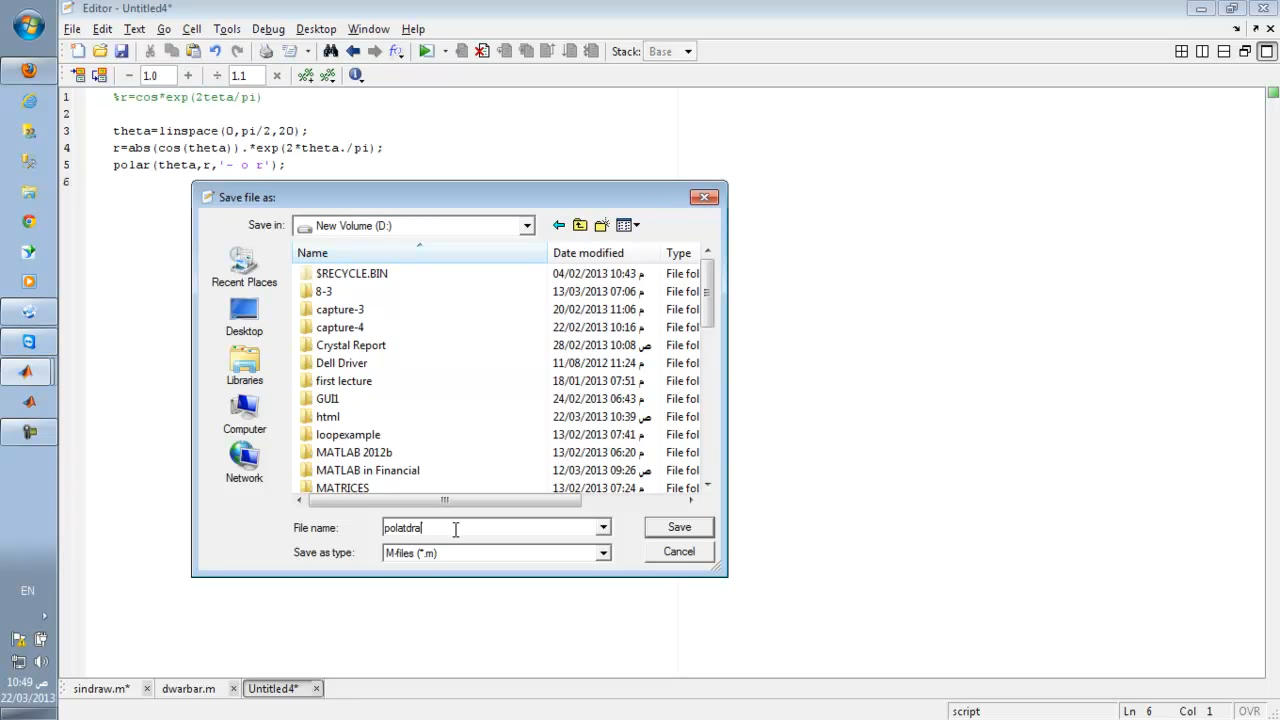 Editor - Untitled4*
File Edit Text Go Cell Tools Debug Desktop Window Help
Stack: Base
1.0 1.1
1 %r=cos*exp(2teta/pi)
2
3 theta=linspace(0,pi/2,20);
4 r=abs(cos(theta)).*exp(2*theta./pi);
5 polar(theta,r,'- o r');
6
Save file as:
Save in: New Volume (D:)
Name Date modified Type
$RECYCLE.BIN 04/02/2013 10:43 م File fol
8-3 13/03/2013 07:06 م File fol
capture-3 20/02/2013 11:06 م File fol
capture-4 22/02/2013 10:16 م File fol
Crystal Report 28/02/2013 10:08 ص File fol
Dell Driver 11/08/2012 11:24 م File fol
first lecture 18/01/2013 07:51 م File fol
GUI1 24/02/2013 06:43 م File fol
html 22/03/2013 10:39 ص File fol
loopexample 13/02/2013 07:41 م File fol
MATLAB 2012b 13/02/2013 06:20 م File fol
MATLAB in Financial 12/03/2013 09:26 ص File fol
MATRICES 13/02/2013 07:24 م File fol
Recent Places
Desktop
Libraries
Computer
Network
File name: polatdra
Save
Save as type: M-files (*.m)
Cancel
EN
10:49 ص
22/03/2013
sindraw.m* dwarbar.m Untitled4*
script Ln 6 Col 1 OVR